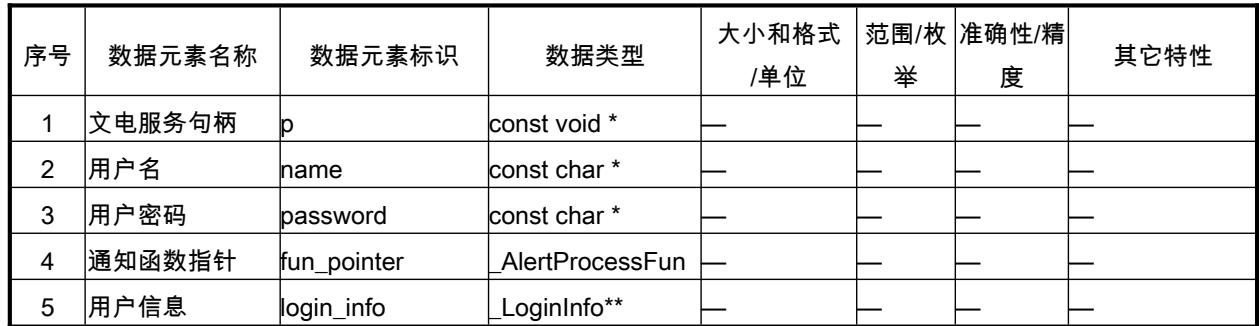 序号 数据元素名称 数据元素标识 数据类型 大小和格式/单位 范围/枚举 准确性/精度 其它特性
1 文电服务句柄 p const void * — — — —
2 用户名 name const char * — — — —
3 用户密码 password const char * — — — —
4 通知函数指针 fun_pointer _AlertProcessFun — — — —
5 用户信息 login_info _LoginInfo** — — — —